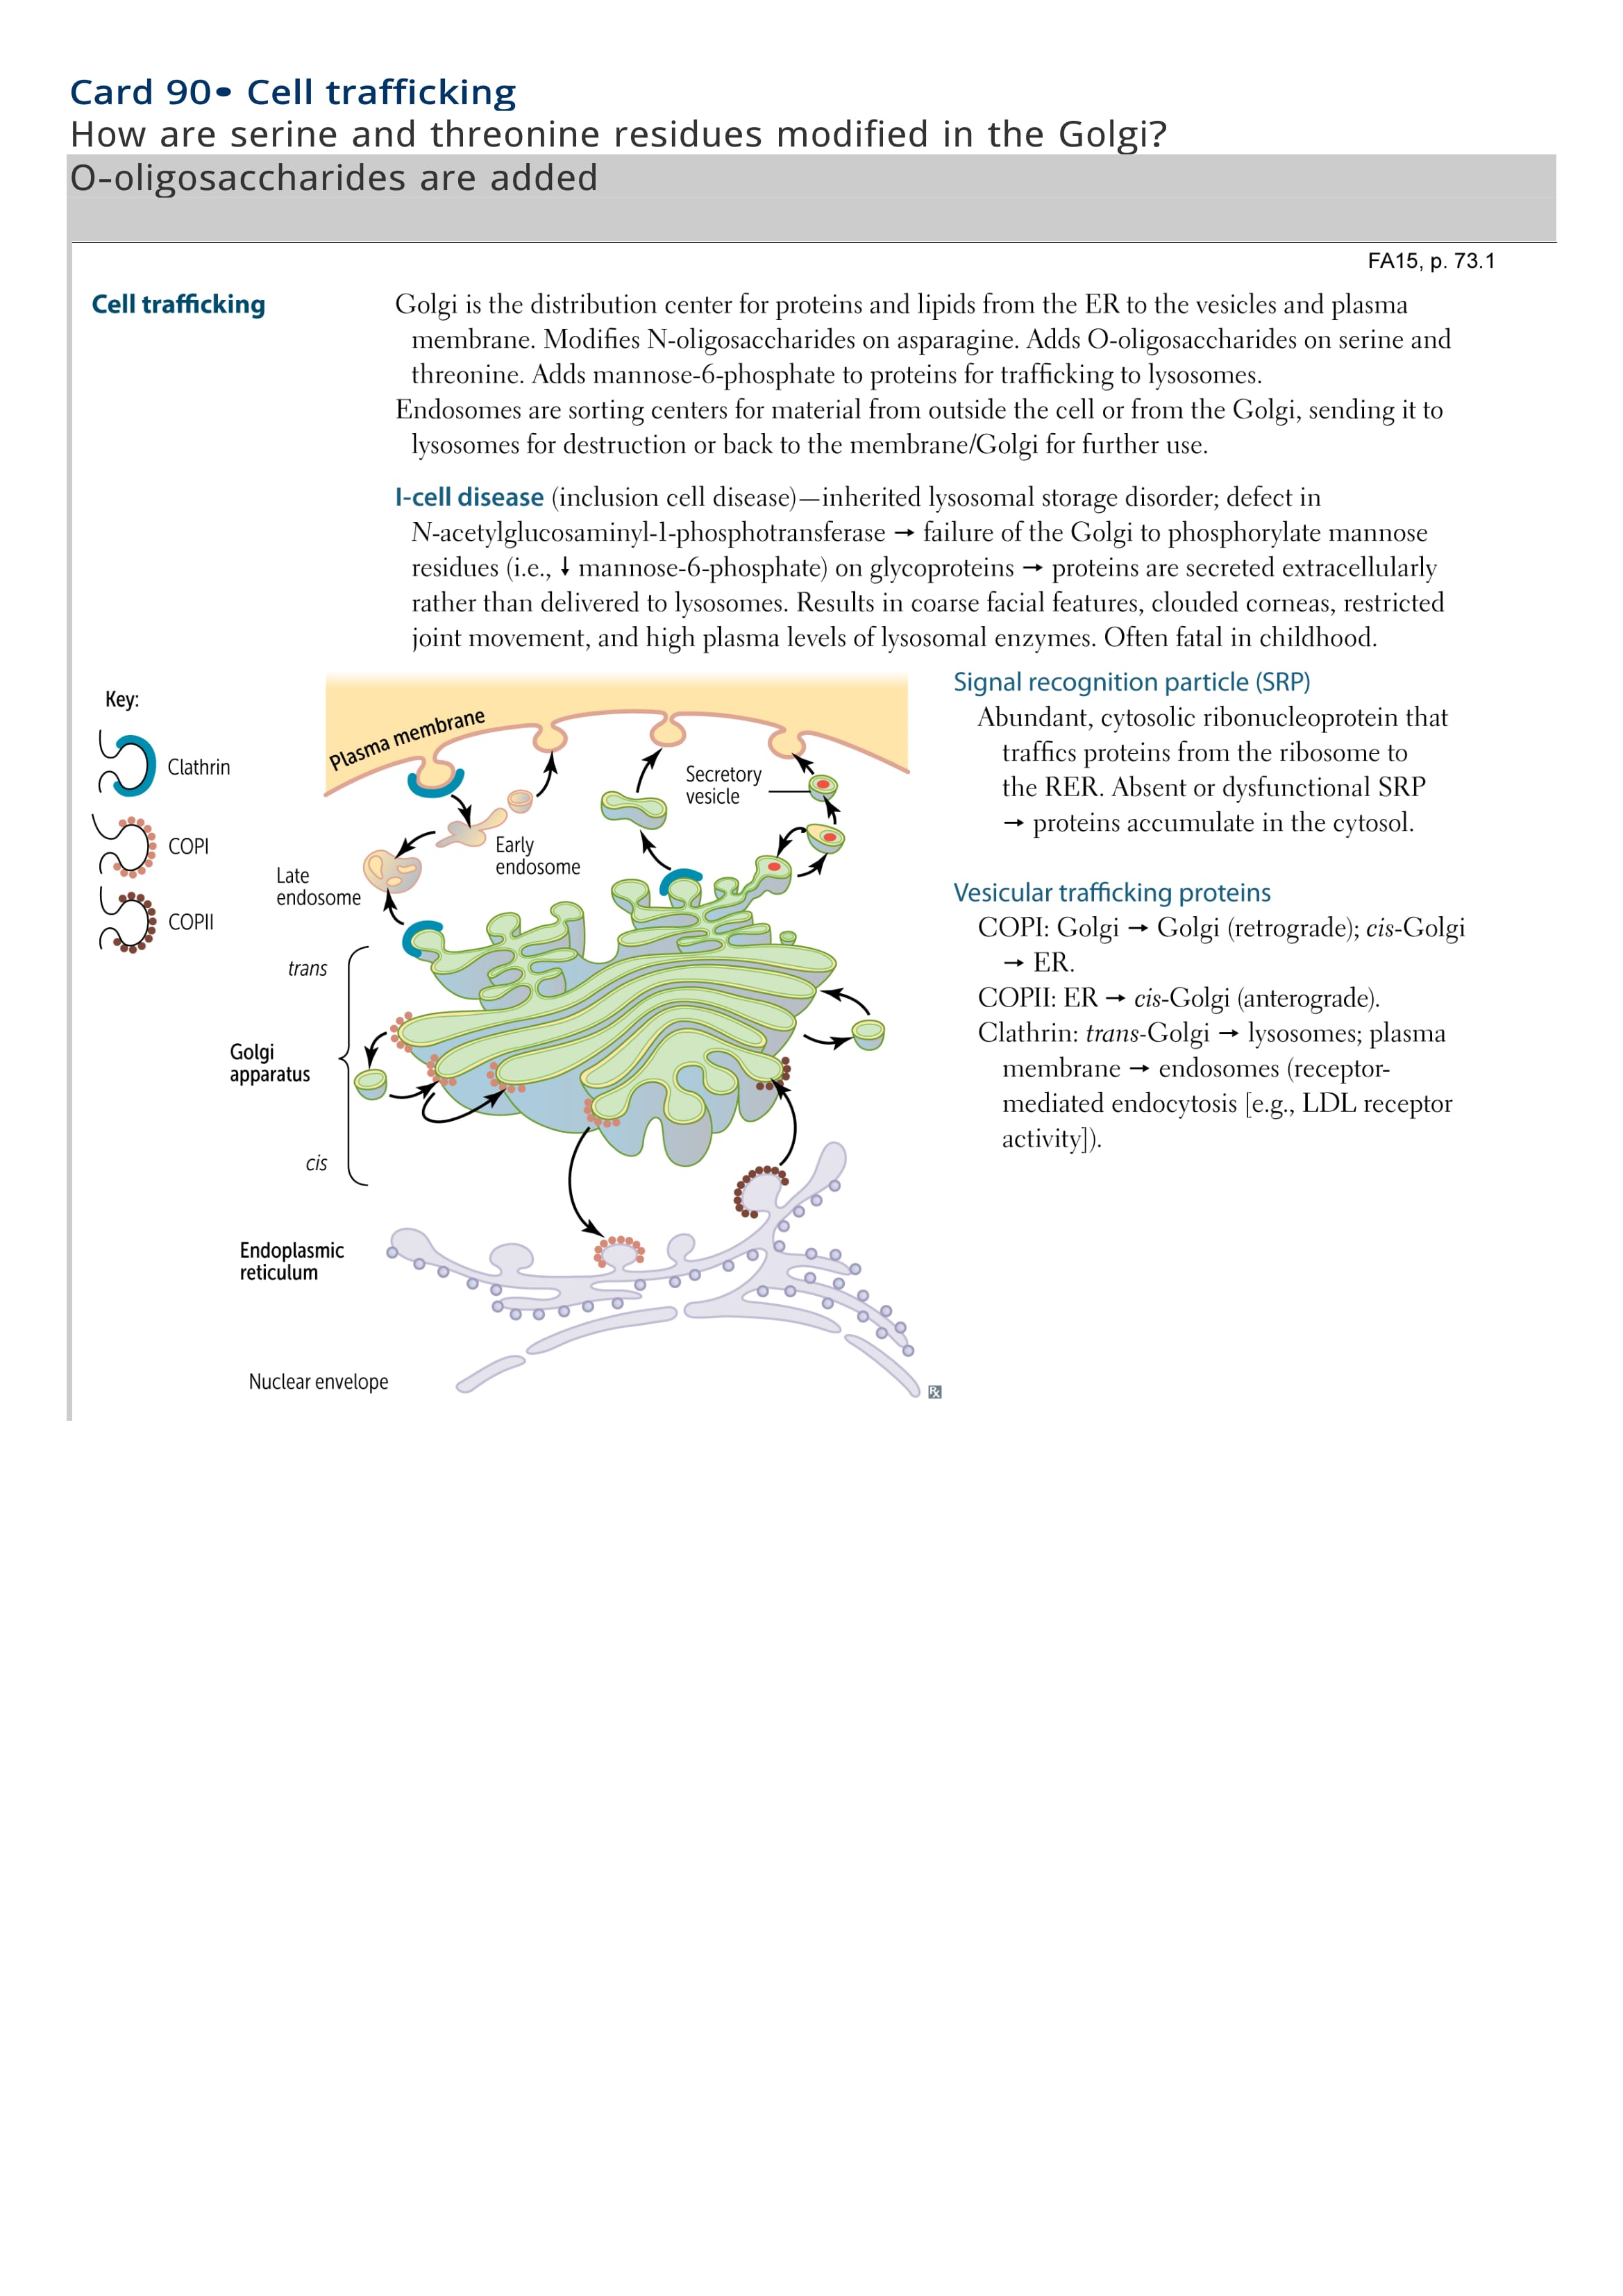 Card 90• Cell trafficking
How are serine and threonine residues modified in the Golgi?
O-oligosaccharides are added
FA15, p. 73.1
Cell trafficking
Golgi is the distribution center for proteins and lipids from the ER to the vesicles and plasma
membrane. Modifies N-oligosaccharides on asparagine. Adds O-oligosaccharides on serine and
threonine. Adds mannose-6-phosphate to proteins for trafficking to lysosomes.
Endosomes are sorting centers for material from outside the cell or from the Golgi, sending it to
lysosomes for destruction or back to the membrane/Golgi for further use.
I-cell disease (inclusion cell disease)—inherited lysosomal storage disorder; defect in
N-acetylglucosaminyl-1-phosphotransferase → failure of the Golgi to phosphorylate mannose
residues (i.e., ↓ mannose-6-phosphate) on glycoproteins → proteins are secreted extracellularly
rather than delivered to lysosomes. Results in coarse facial features, clouded corneas, restricted
joint movement, and high plasma levels of lysosomal enzymes. Often fatal in childhood.
Key:
Clathrin
COPI
COPII
Plasma membrane
Secretory
vesicle
Early
endosome
Late
endosome
trans
Golgi
apparatus
cis
Endoplasmic
reticulum
Nuclear envelope
Rx
Signal recognition particle (SRP)
Abundant, cytosolic ribonucleoprotein that
traffics proteins from the ribosome to
the RER. Absent or dysfunctional SRP
→ proteins accumulate in the cytosol.
Vesicular trafficking proteins
COPI: Golgi → Golgi (retrograde); cis-Golgi
→ ER.
COPII: ER → cis-Golgi (anterograde).
Clathrin: trans-Golgi → lysosomes; plasma
membrane → endosomes (receptor-
mediated endocytosis [e.g., LDL receptor
activity]).